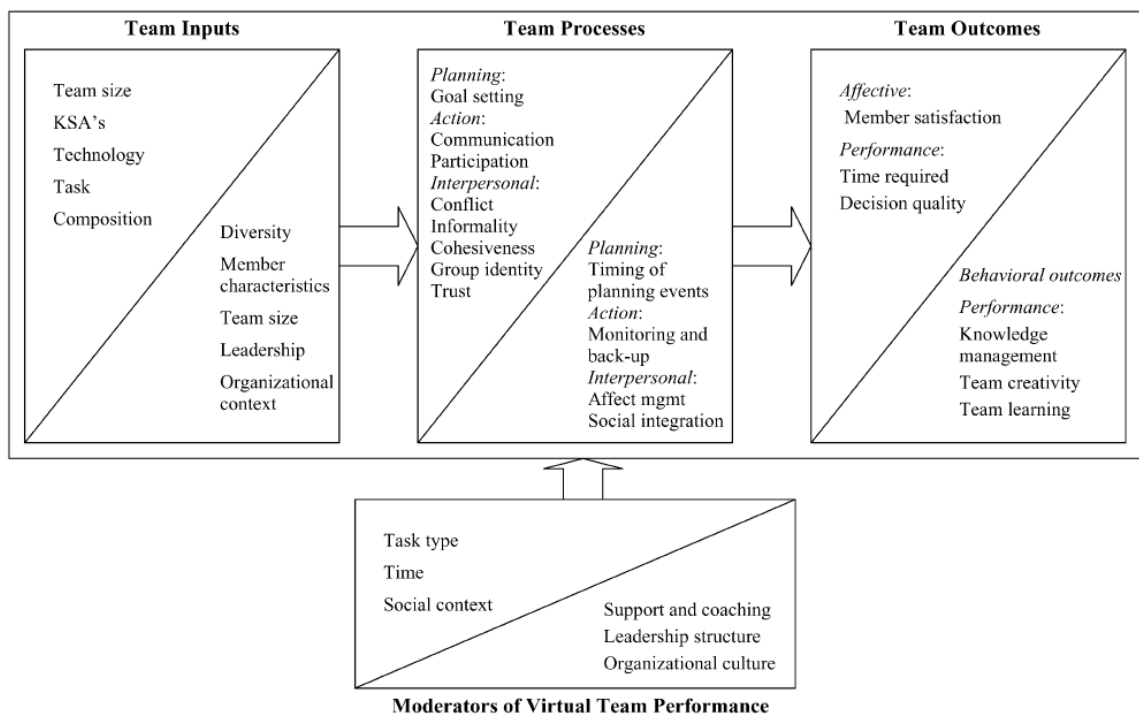 Team Inputs
Team size
KSA's
Technology
Task
Composition
Diversity
Member
characteristics
Team size
Leadership
Organizational
context
Team Processes
Planning:
Goal setting
Action:
Communication
Participation
Interpersonal:
Conflict
Informality
Cohesiveness
Group identity
Trust
Planning:
Timing of
planning events
Action:
Monitoring and
back-up
Interpersonal:
Affect mgmt
Social integration
Team Outcomes
Affective:
Member satisfaction
Performance:
Time required
Decision quality
Behavioral outcomes
Performance:
Knowledge
management
Team creativity
Team learning
Task type
Time
Social context
Support and coaching
Leadership structure
Organizational culture
Moderators of Virtual Team Performance